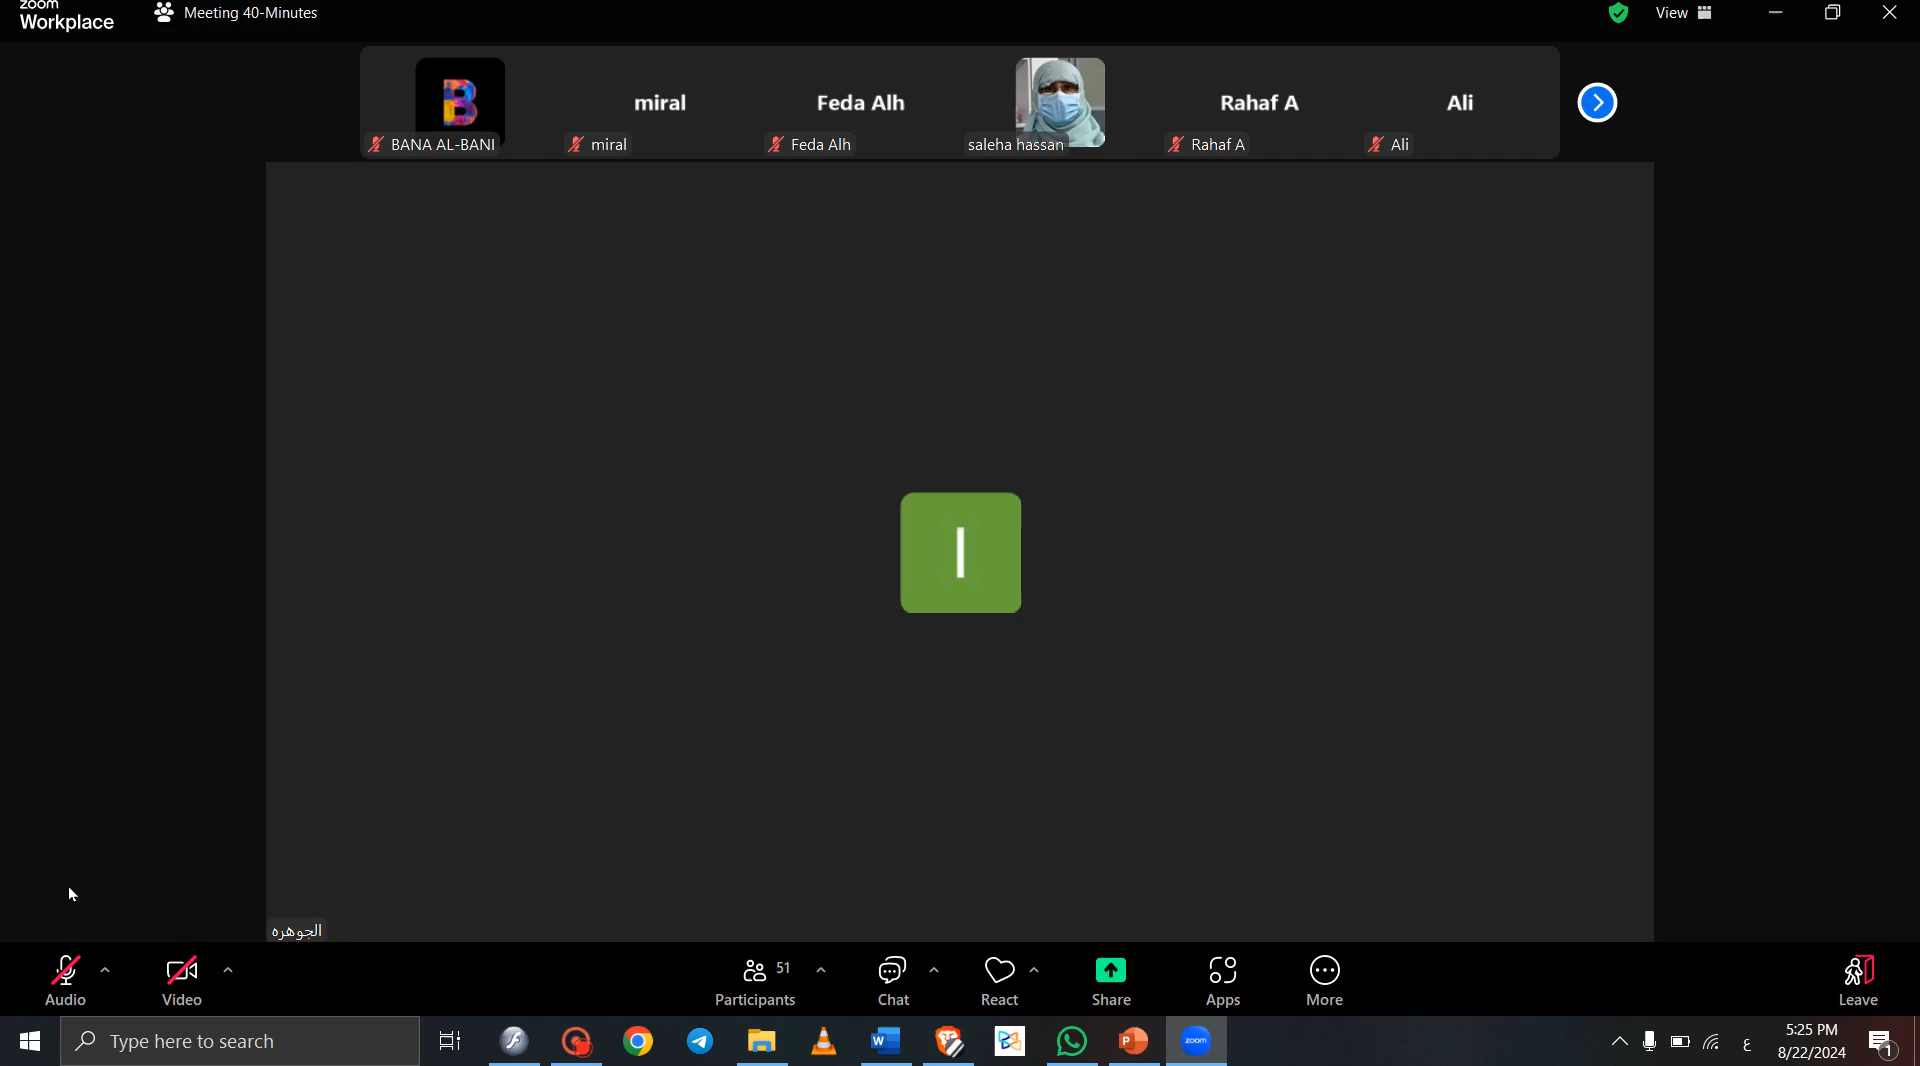 zoom
Workplace
Meeting 40-Minutes
View
B
miral
Feda Alh
Rahaf A
Ali
BANA AL-BANI
miral
Feda Alh
saleha hassan
Rahaf A
Ali
ا
الجوهره
Audio
Video
51
Participants
Chat
React
Share
Apps
More
Leave
Type here to search
zoom
ع
5:25 PM
8/22/2024
1